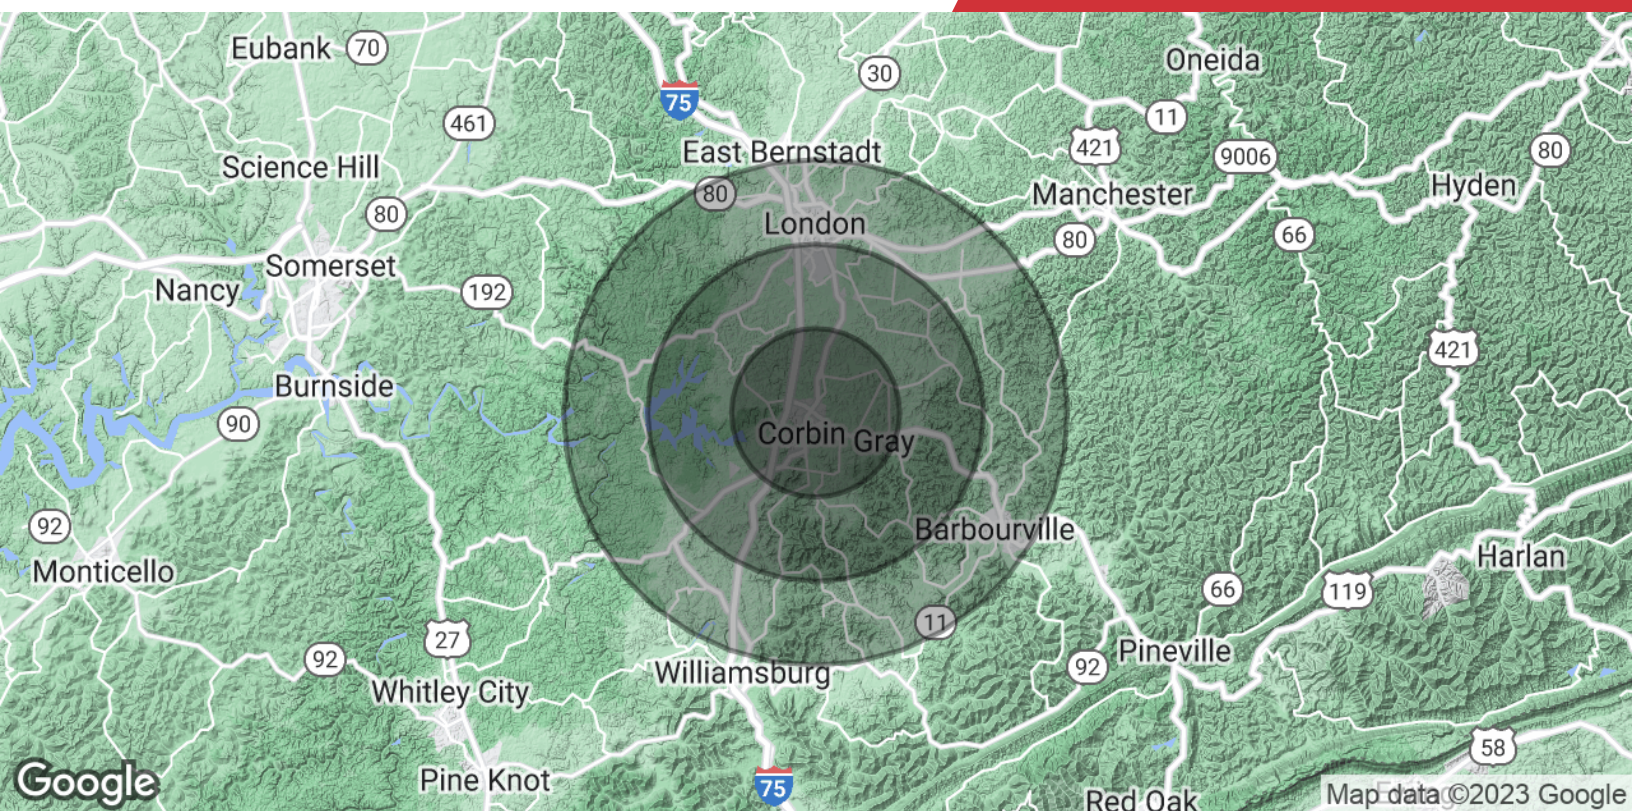 Eubank
70
30
Oneida
75
461
11
421
9006
80
East Bernstadt
Science Hill
80
Manchester
Hyden
80
London
80
66
Somerset
Nancy
192
421
Burnside
90
Corbin
Gray
92
Barbourville
Monticello
Harlan
66
119
11
27
92
Pineville
92
Williamsburg
Whitley City
58
Pine Knot
75
Google
Red Oak
Map data ©2023 Google